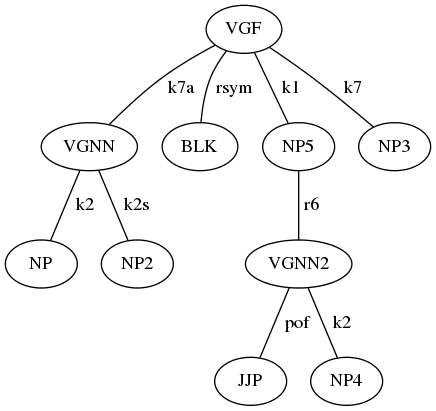 VGF
k7a rsym k1 k7
VGNN BLK NP5 NP3
k2 k2s r6
NP NP2 VGNN2
pof k2
JJP NP4